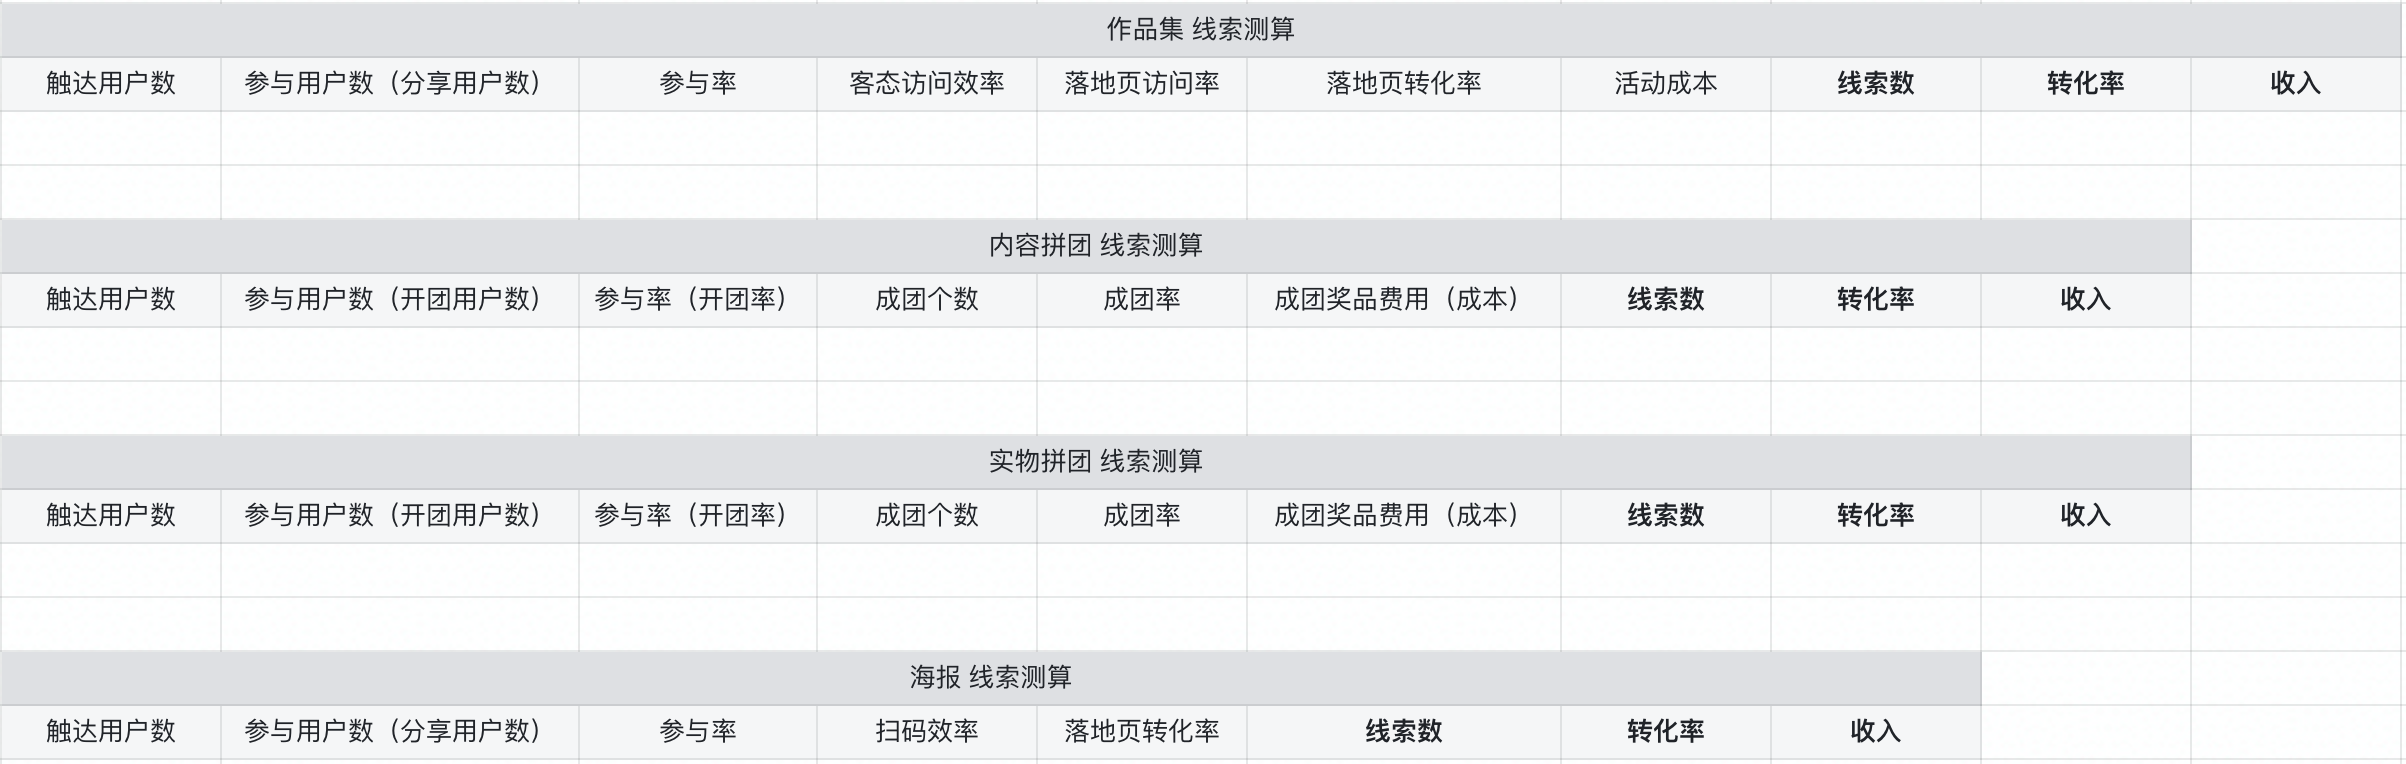 作品集 线索测算
触达用户数 参与用户数（分享用户数） 参与率 客态访问效率 落地页访问率 落地页转化率 活动成本 线索数 转化率 收入
内容拼团 线索测算
触达用户数 参与用户数（开团用户数） 参与率（开团率） 成团个数 成团率 成团奖品费用（成本） 线索数 转化率 收入
实物拼团 线索测算
触达用户数 参与用户数（开团用户数） 参与率（开团率） 成团个数 成团率 成团奖品费用（成本） 线索数 转化率 收入
海报 线索测算
触达用户数 参与用户数（分享用户数） 参与率 扫码效率 落地页转化率 线索数 转化率 收入